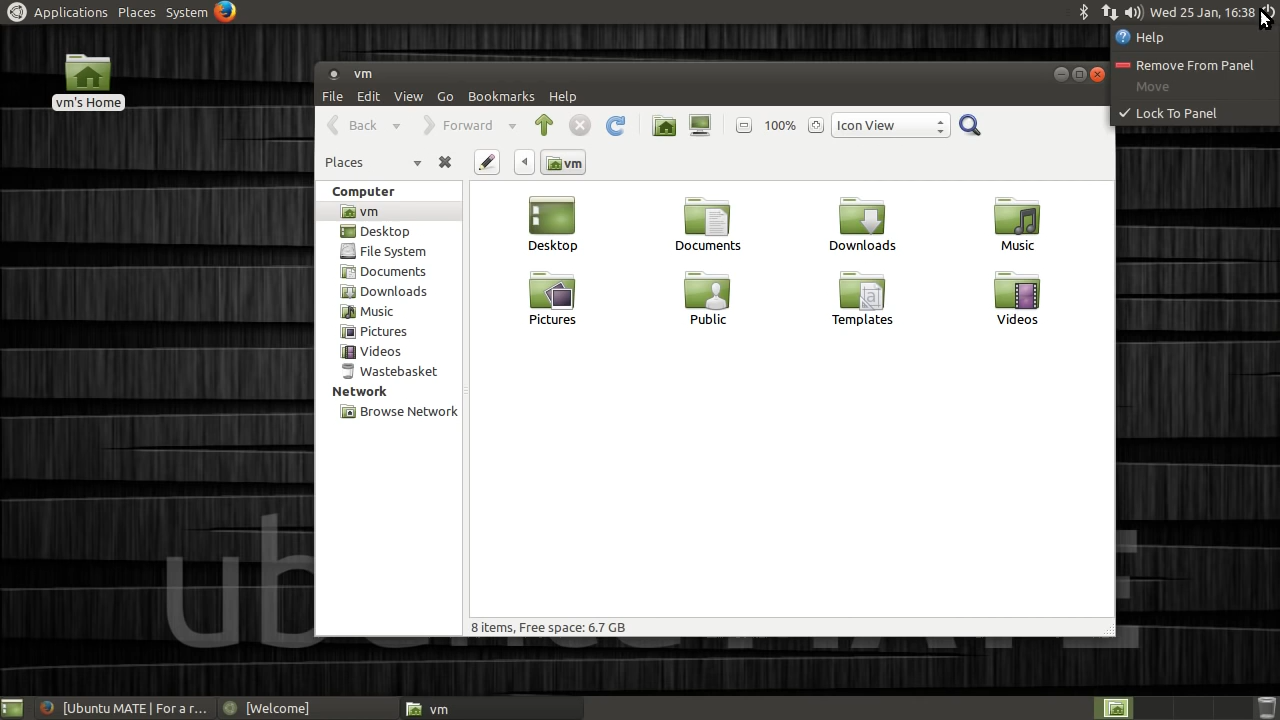 Applications Places System Wed 25 Jan, 16:38
Help
Remove From Panel
Move
Lock To Panel
vm's Home
vm
File Edit View Go Bookmarks Help
Back Forward 100% Icon View
Places vm
Computer
vm
Desktop
File System
Documents
Downloads
Music
Pictures
Videos
Wastebasket
Network
Browse Network
Desktop Documents Downloads Music
Pictures Public Templates Videos
8 items, Free space: 6.7 GB
[Ubuntu MATE | For a r... [Welcome] vm